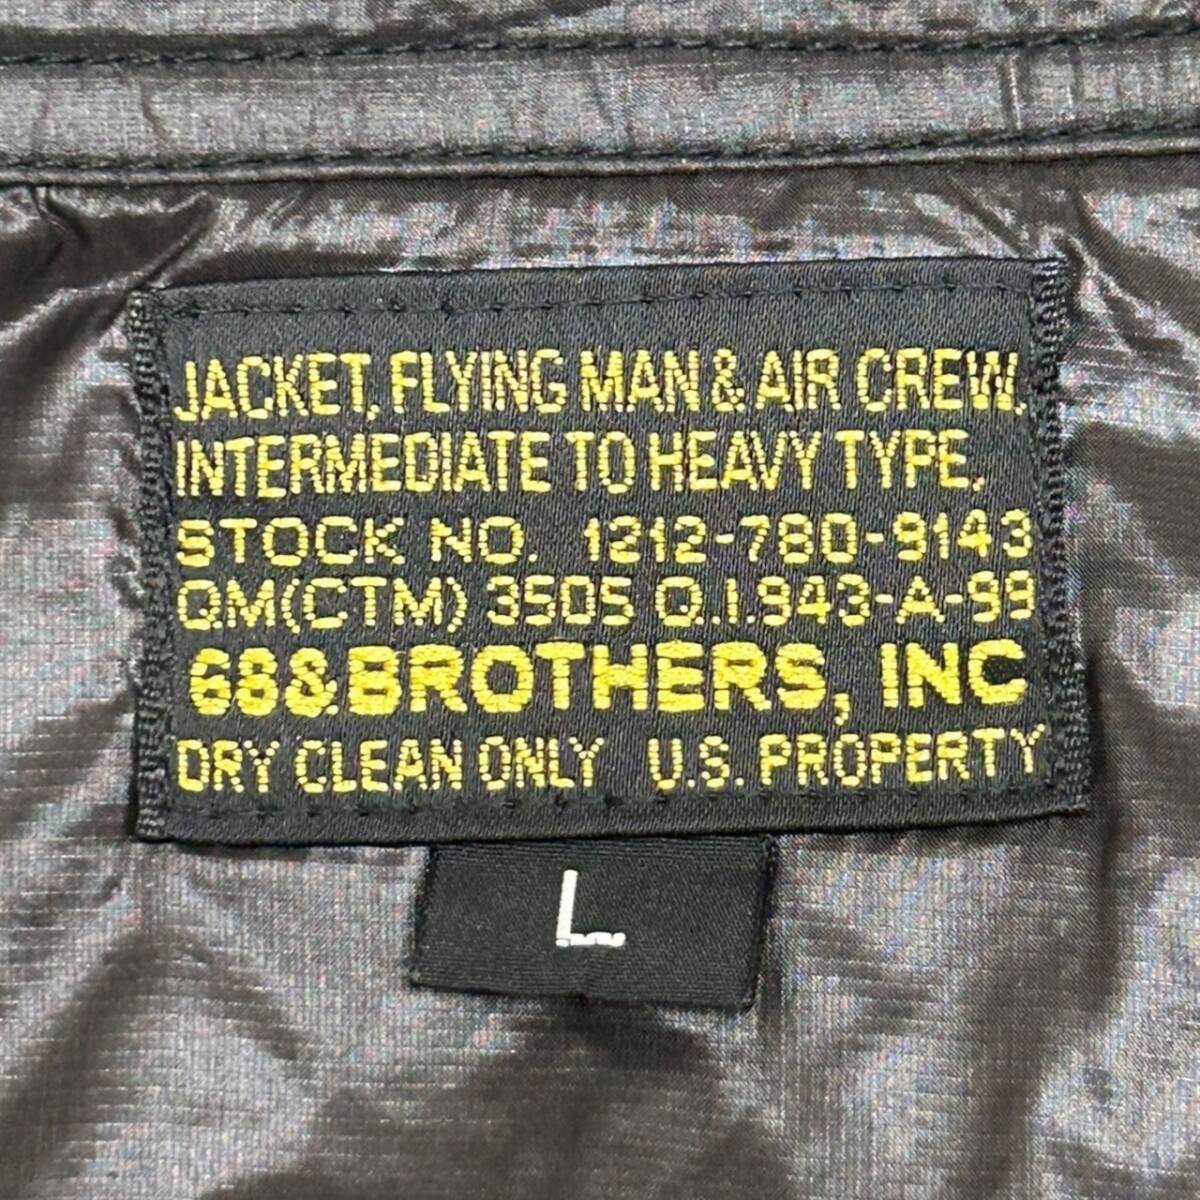 JACKET, FLYING MAN & AIR CREW,
INTERMEDIATE TO HEAVY TYPE.
STOCK NO. 1212-780-9143
QM(CTM) 3505 Q.I.943-A-99
68&BROTHERS, INC
DRY CLEAN ONLY U.S. PROPERTY
L